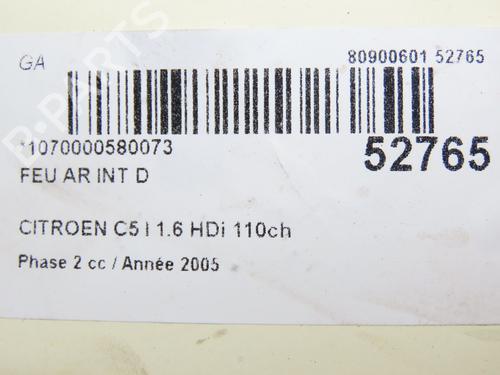 GA
80900601 52765
*1070000580073
52765
FEU AR INT D
CITROEN C5 I 1.6 HDi 110ch
Phase 2 cc / Année 2005
B-PARTS